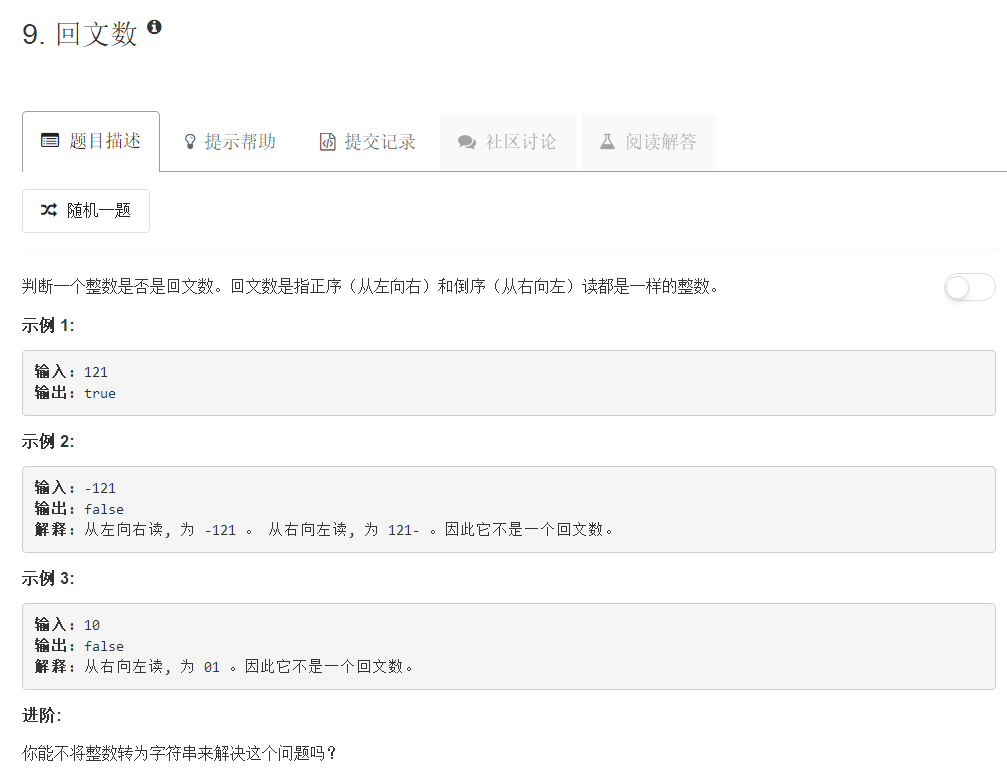 9. 回文数
题目描述 提示帮助 提交记录 社区讨论 阅读解答
随机一题
判断一个整数是否是回文数。回文数是指正序（从左向右）和倒序（从右向左）读都是一样的整数。
示例 1:
输入: 121
输出: true
示例 2:
输入: -121
输出: false
解释: 从左向右读, 为 -121 。 从右向左读, 为 121- 。因此它不是一个回文数。
示例 3:
输入: 10
输出: false
解释: 从右向左读, 为 01 。因此它不是一个回文数。
进阶:
你能不将整数转为字符串来解决这个问题吗？